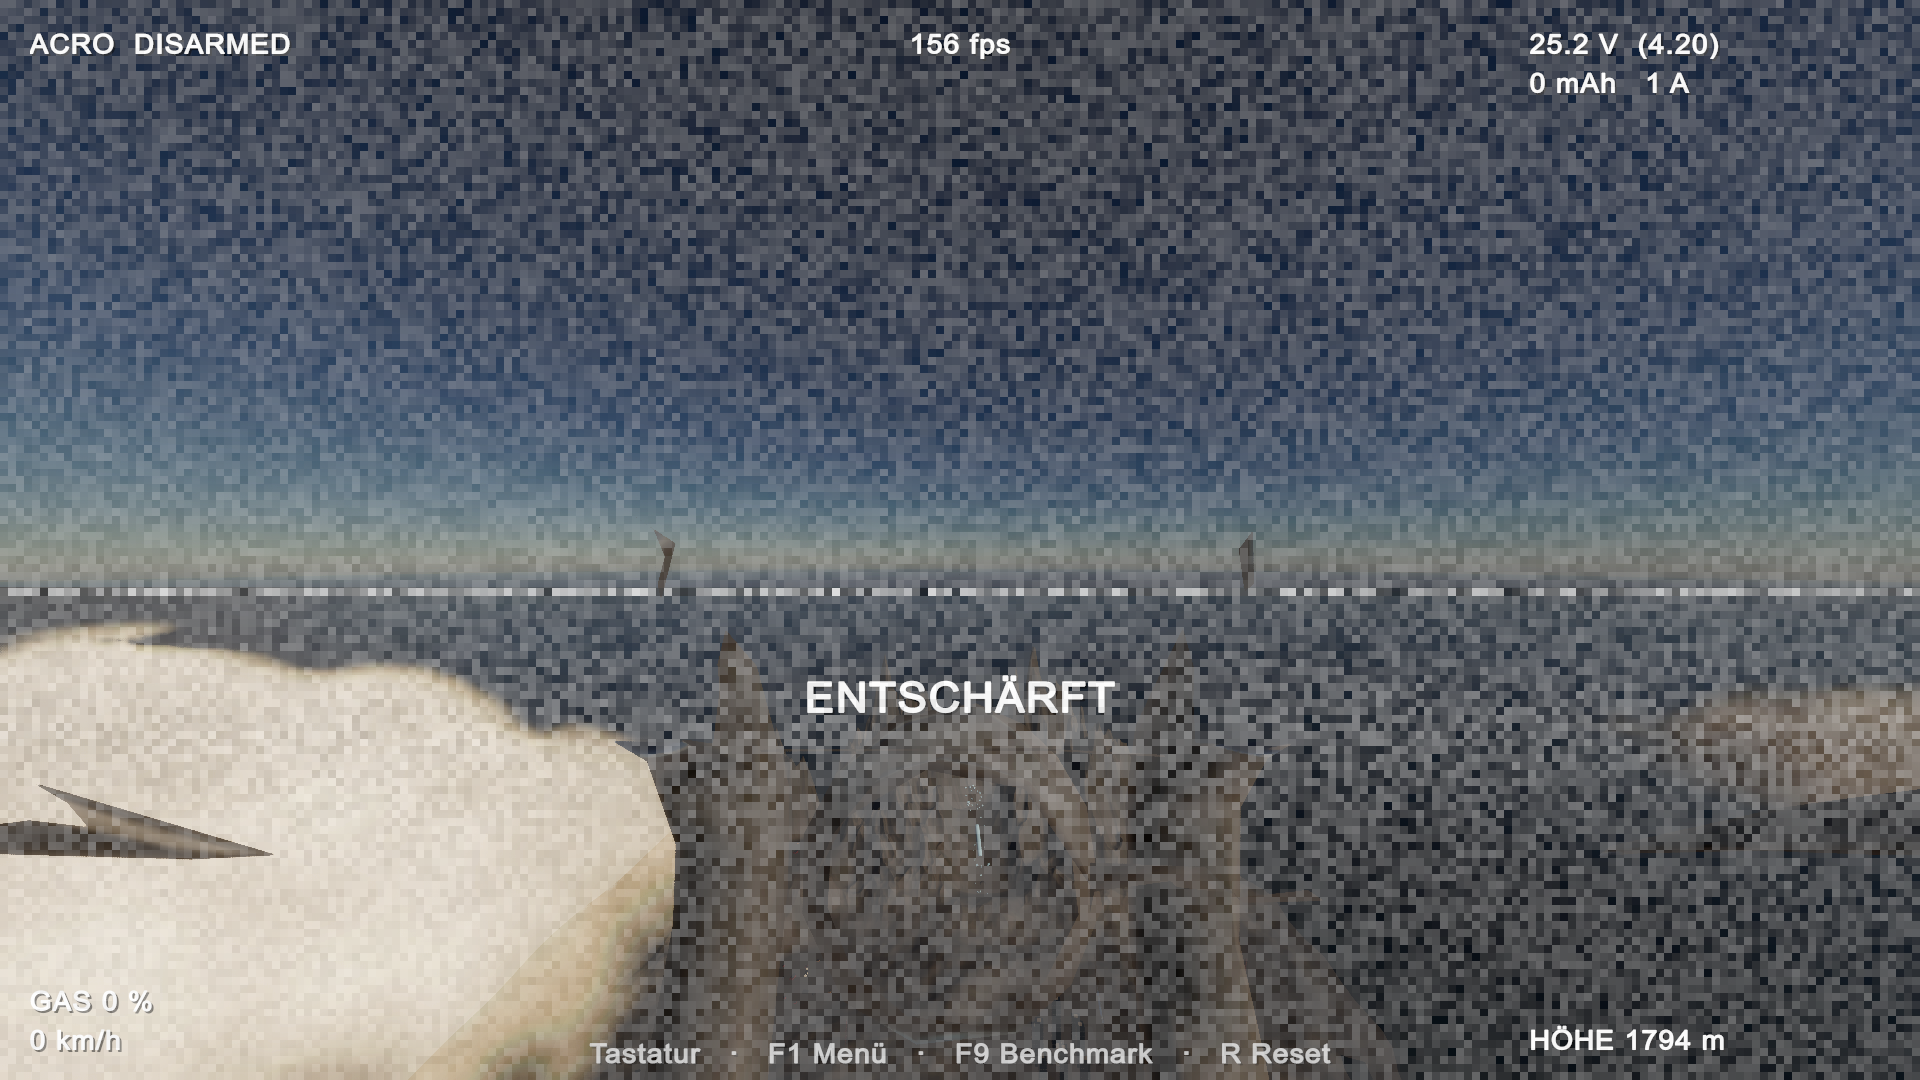 ACRO DISARMED
156 fps
25.2 V (4.20)
0 mAh 1 A
ENTSCHÄRFT
GAS 0 %
0 km/h
Tastatur · F1 Menü · F9 Benchmark · R Reset
HÖHE 1794 m